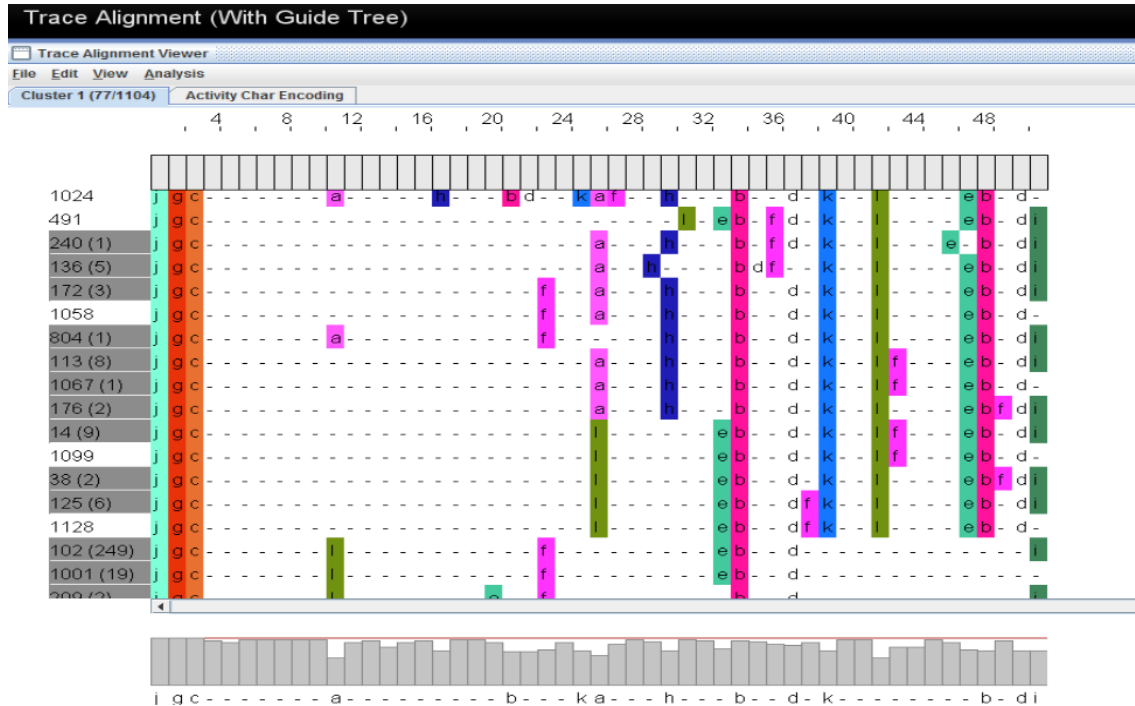 Trace Alignment (With Guide Tree)
Trace Alignment Viewer
File Edit View Analysis
Cluster 1 (77/1104) Activity Char Encoding
4 8 12 16 20 24 28 32 36 40 44 48
1024 j g c - - - - - - - a - - - - - h - - - b d - - k a f - - h - - - b - - d - k - - l - - - - e b - d -
491 j g c - - - - - - - - - - - - - - - - - - - - - - - - - - - l - e b - f d - k - - l - - - - e b - d i
240 (1) j g c - - - - - - - - - - - - - - - - - - - - - - a - - - h - - - b - f d - k - - l - - - e - b - d i
136 (5) j g c - - - - - - - - - - - - - - - - - - - - - - a - - h - - - - b d f - - k - - l - - - - e b - d i
172 (3) j g c - - - - - - - - - - - - - - - - - - - f - - a - - - h - - - b - - d - k - - l - - - - e b - d i
1058 j g c - - - - - - - - - - - - - - - - - - - f - - a - - - h - - - b - - d - k - - l - - - - e b - d -
804 (1) j g c - - - - - - - a - - - - - - - - - - - f - - - - - - h - - - b - - d - k - - l - - - - e b - d i
113 (8) j g c - - - - - - - - - - - - - - - - - - - - - - a - - - h - - - b - - d - k - - l f - - - e b - d i
1067 (1) j g c - - - - - - - - - - - - - - - - - - - - - - a - - - h - - - b - - d - k - - l f - - - e b - d -
176 (2) j g c - - - - - - - - - - - - - - - - - - - - - - a - - - h - - - b - - d - k - - l - - - - e b f d i
14 (9) j g c - - - - - - - - - - - - - - - - - - - - - - l - - - - - - e b - - d - k - - l f - - - e b - d i
1099 j g c - - - - - - - - - - - - - - - - - - - - - - l - - - - - - e b - - d - k - - l f - - - e b - d -
38 (2) j g c - - - - - - - - - - - - - - - - - - - - - - l - - - - - - e b - - d - k - - l - - - - e b f d i
125 (6) j g c - - - - - - - - - - - - - - - - - - - - - - l - - - - - - e b - - d f k - - l - - - - e b - d i
1128 j g c - - - - - - - - - - - - - - - - - - - - - - l - - - - - - e b - - d f k - - l - - - - e b - d -
102 (249) j g c - - - - - - - l - - - - - - - - - - - f - - - - - - - - - e b - - d - - - - - - - - - - - - - i
1001 (19) j g c - - - - - - - l - - - - - - - - - - - f - - - - - - - - - e b - - d - - - - - - - - - - - - - -
j g c - - - - - - - a - - - - - - - - - b - - - k a - - - h - - - b - - d - k - - - - - - - - b - d i